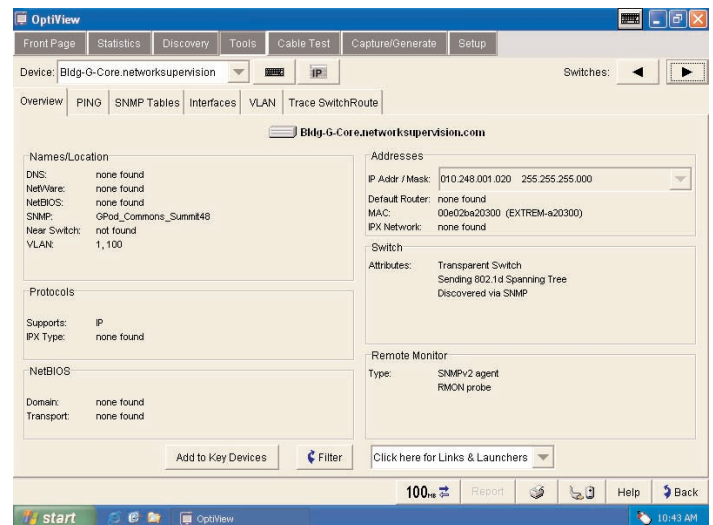 OptiView
Front Page Statistics Discovery Tools Cable Test Capture/Generate Setup
Device: Bldg-G-Core.networksupervision IP Switches:
Overview PING SNMP Tables Interfaces VLAN Trace SwitchRoute
Bldg-G-Core.networksupervision.com
Names/Location
DNS: none found
NetWare: none found
NetBIOS: none found
SNMP: GPod_Commons_Summit48
Near Switch: not found
VLAN: 1,100
Protocols
Supports: IP
IPX Type: none found
NetBIOS
Domain: none found
Transport: none found
Addresses
IP Addr / Mask: 010.248.001.020 255.255.255.000
Default Router: none found
MAC: 00e02ba20300 (EXTREM-a20300)
IPX Network: none found
Switch
Attributes: Transparent Switch
Sending 802.1d Spanning Tree
Discovered via SNMP
Remote Monitor
Type: SNMPv2 agent
RMON probe
Add to Key Devices Filter Click here for Links & Launchers
100MB Report Help Back
start OptiView 10:43 AM